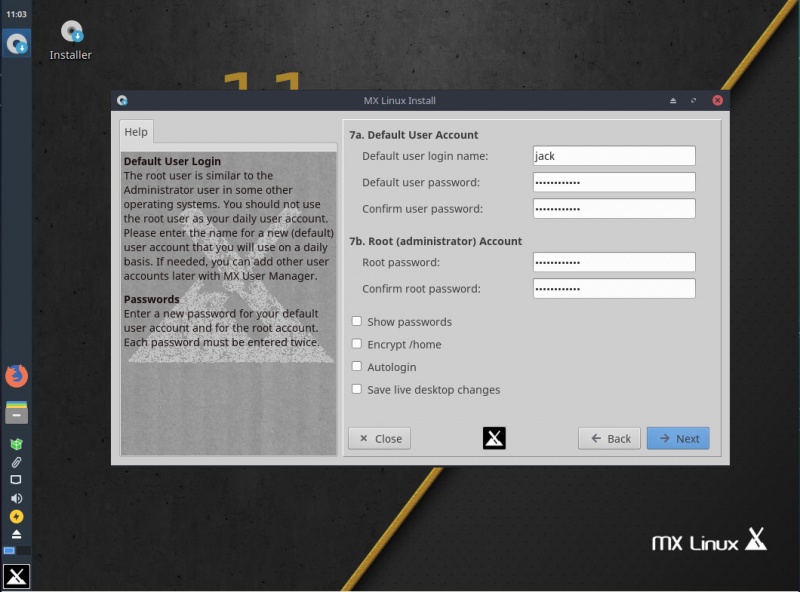 11:03
Installer
11
MX Linux Install
Help
Default User Login
The root user is similar to the
Administrator user in some other
operating systems. You should not use
the root user as your daily user account.
Please enter the name for a new (default)
user account that you will use on a daily
basis. If needed, you can add other user
accounts later with MX User Manager.
Passwords
Enter a new password for your default
user account and for the root account.
Each password must be entered twice.
7a. Default User Account
Default user login name: jack
Default user password: ••••••••••••
Confirm user password: ••••••••••••
7b. Root (administrator) Account
Root password: ••••••••••••
Confirm root password: ••••••••••••
Show passwords
Encrypt /home
Autologin
Save live desktop changes
Close
Back
Next
MX Linux